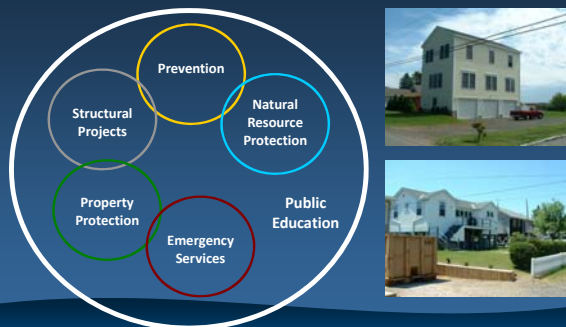 Prevention
Structural
Projects
Natural
Resource
Protection
Property
Protection
Public
Education
Emergency
Services